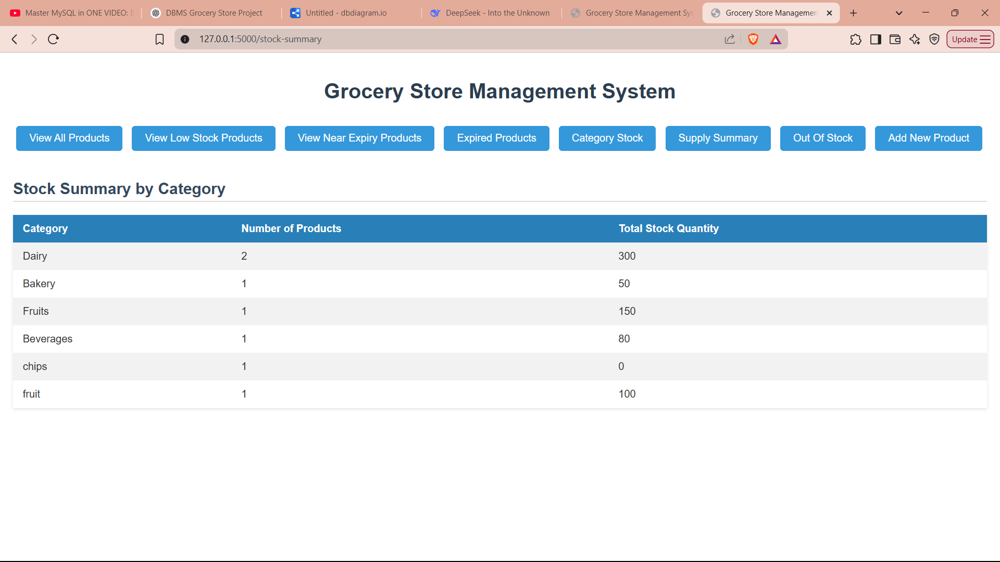 Master MySQL in ONE VIDEO: B
DBMS Grocery Store Project
Untitled - dbdiagram.io
DeepSeek - Into the Unknown
Grocery Store Management Sys
Grocery Store Managemen
127.0.0.1:5000/stock-summary
Update
Grocery Store Management System
View All Products
View Low Stock Products
View Near Expiry Products
Expired Products
Category Stock
Supply Summary
Out Of Stock
Add New Product
Stock Summary by Category
Category Number of Products Total Stock Quantity
Dairy 2 300
Bakery 1 50
Fruits 1 150
Beverages 1 80
chips 1 0
fruit 1 100